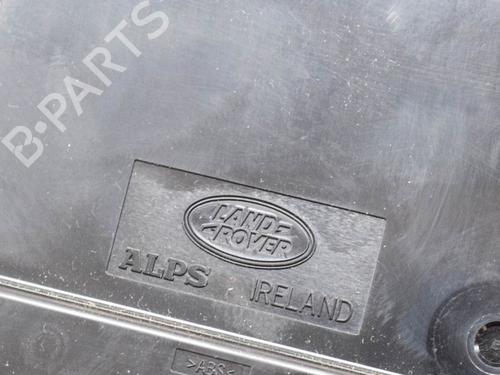 B-PARTS
LAND-
-ROVER
ALPS IRELAND
>ABS<